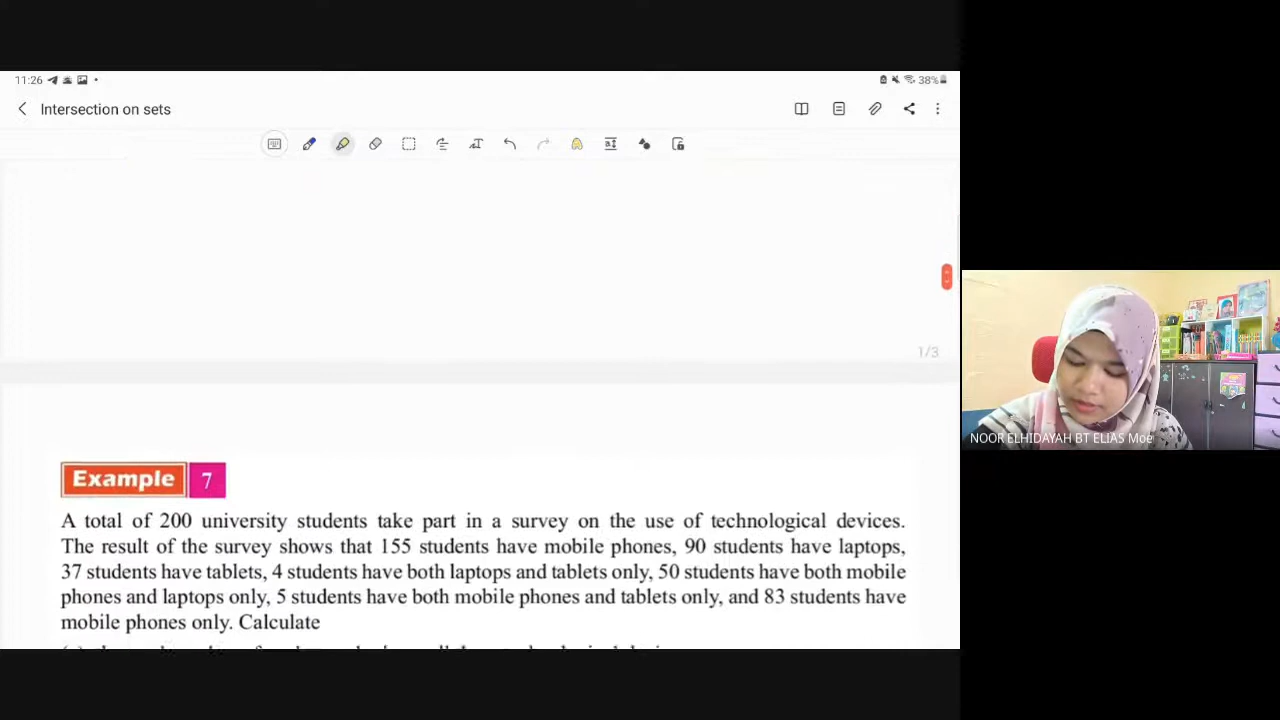 11:26
38%
Intersection on sets
1/3
Example 7
A total of 200 university students take part in a survey on the use of technological devices.
The result of the survey shows that 155 students have mobile phones, 90 students have laptops,
37 students have tablets, 4 students have both laptops and tablets only, 50 students have both mobile
phones and laptops only, 5 students have both mobile phones and tablets only, and 83 students have
mobile phones only. Calculate
NOOR ELHIDAYAH BT ELIAS Moe